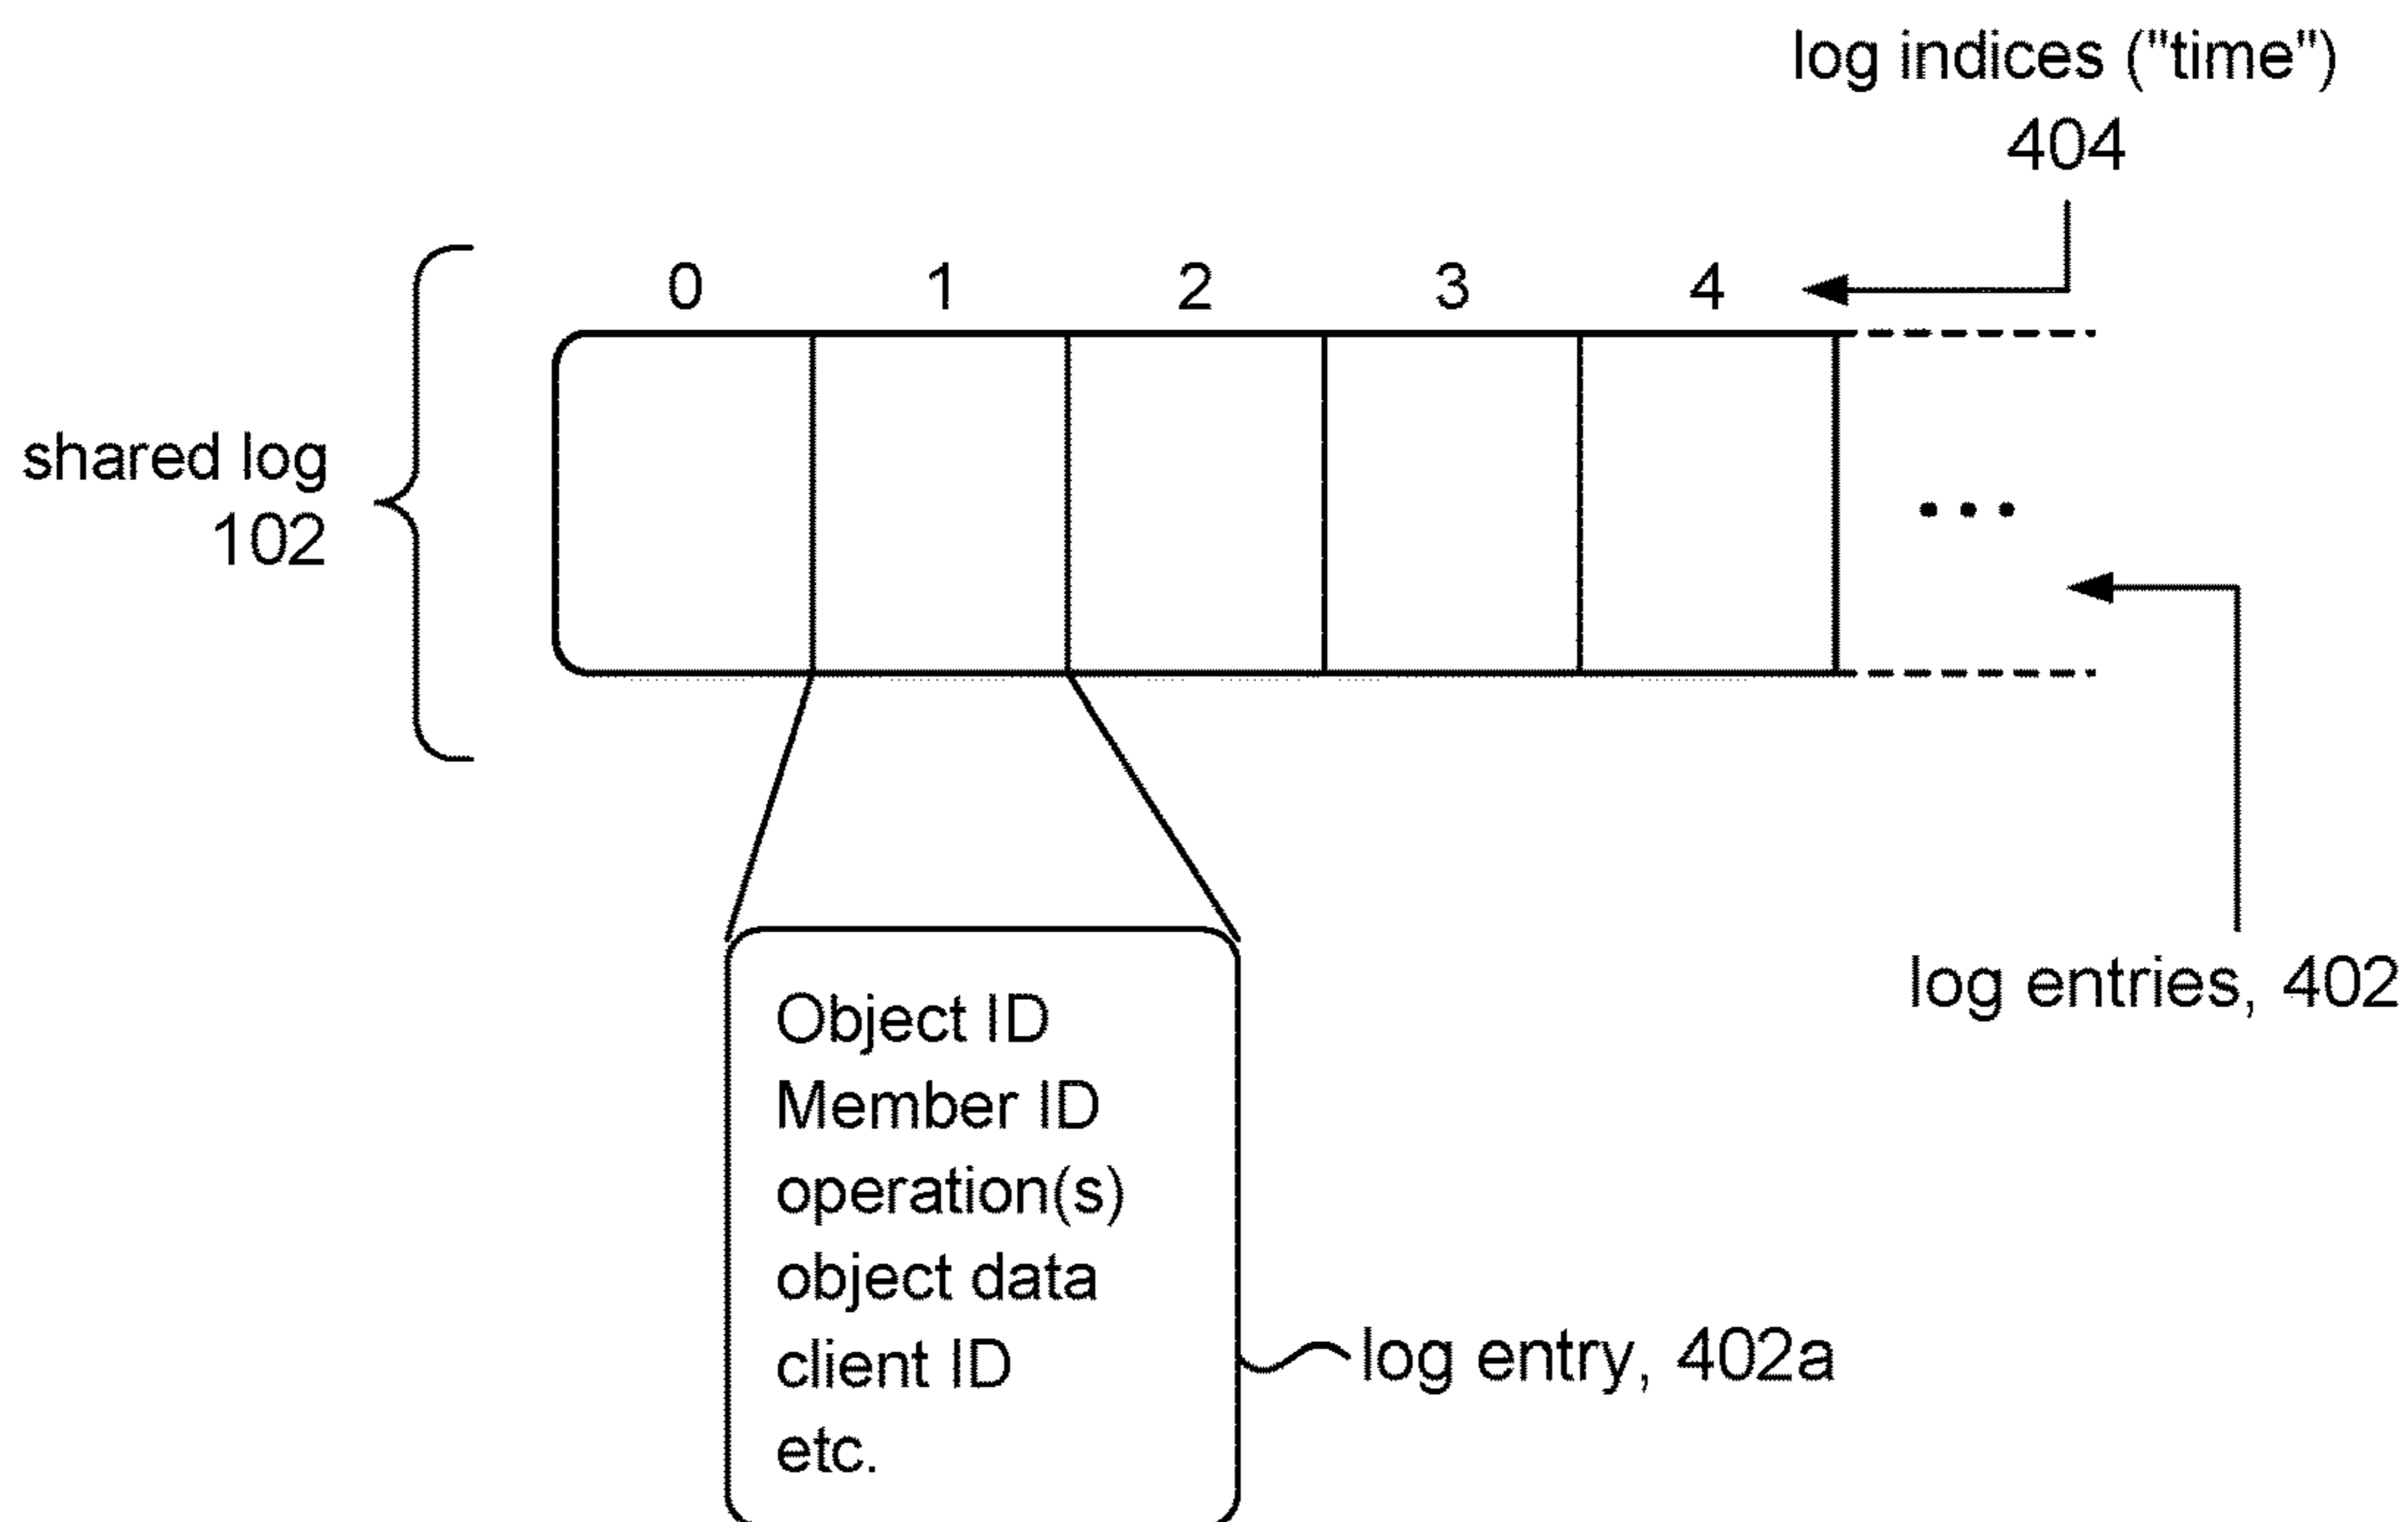 log indices ("time")
404
0 1 2 3 4
shared log
102
...
log entries, 402
Object ID
Member ID
operation(s)
object data
client ID
etc.
log entry, 402a